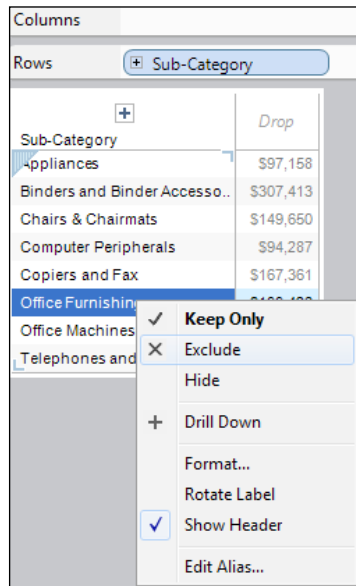 Columns
Rows
Sub-Category
Sub-Category
Drop
Appliances $97,158
Binders and Binder Accesso.. $307,413
Chairs & Chairmats $149,650
Computer Peripherals $94,287
Copiers and Fax $167,361
Office Furnishing
Office Machines
Telephones and
Keep Only
Exclude
Hide
Drill Down
Format...
Rotate Label
Show Header
Edit Alias...